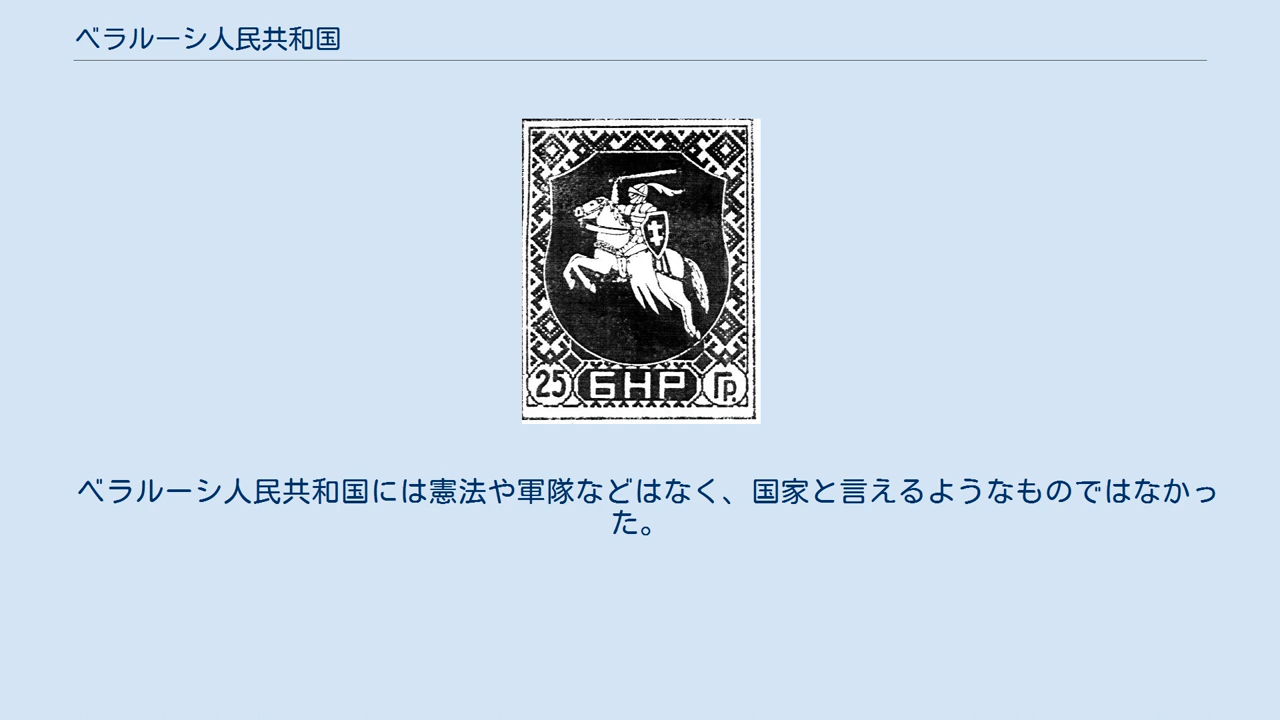 ベラルーシ人民共和国
25 БНР Гр.
ベラルーシ人民共和国には憲法や軍隊などはなく、国家と言えるようなものではなかっ
た。